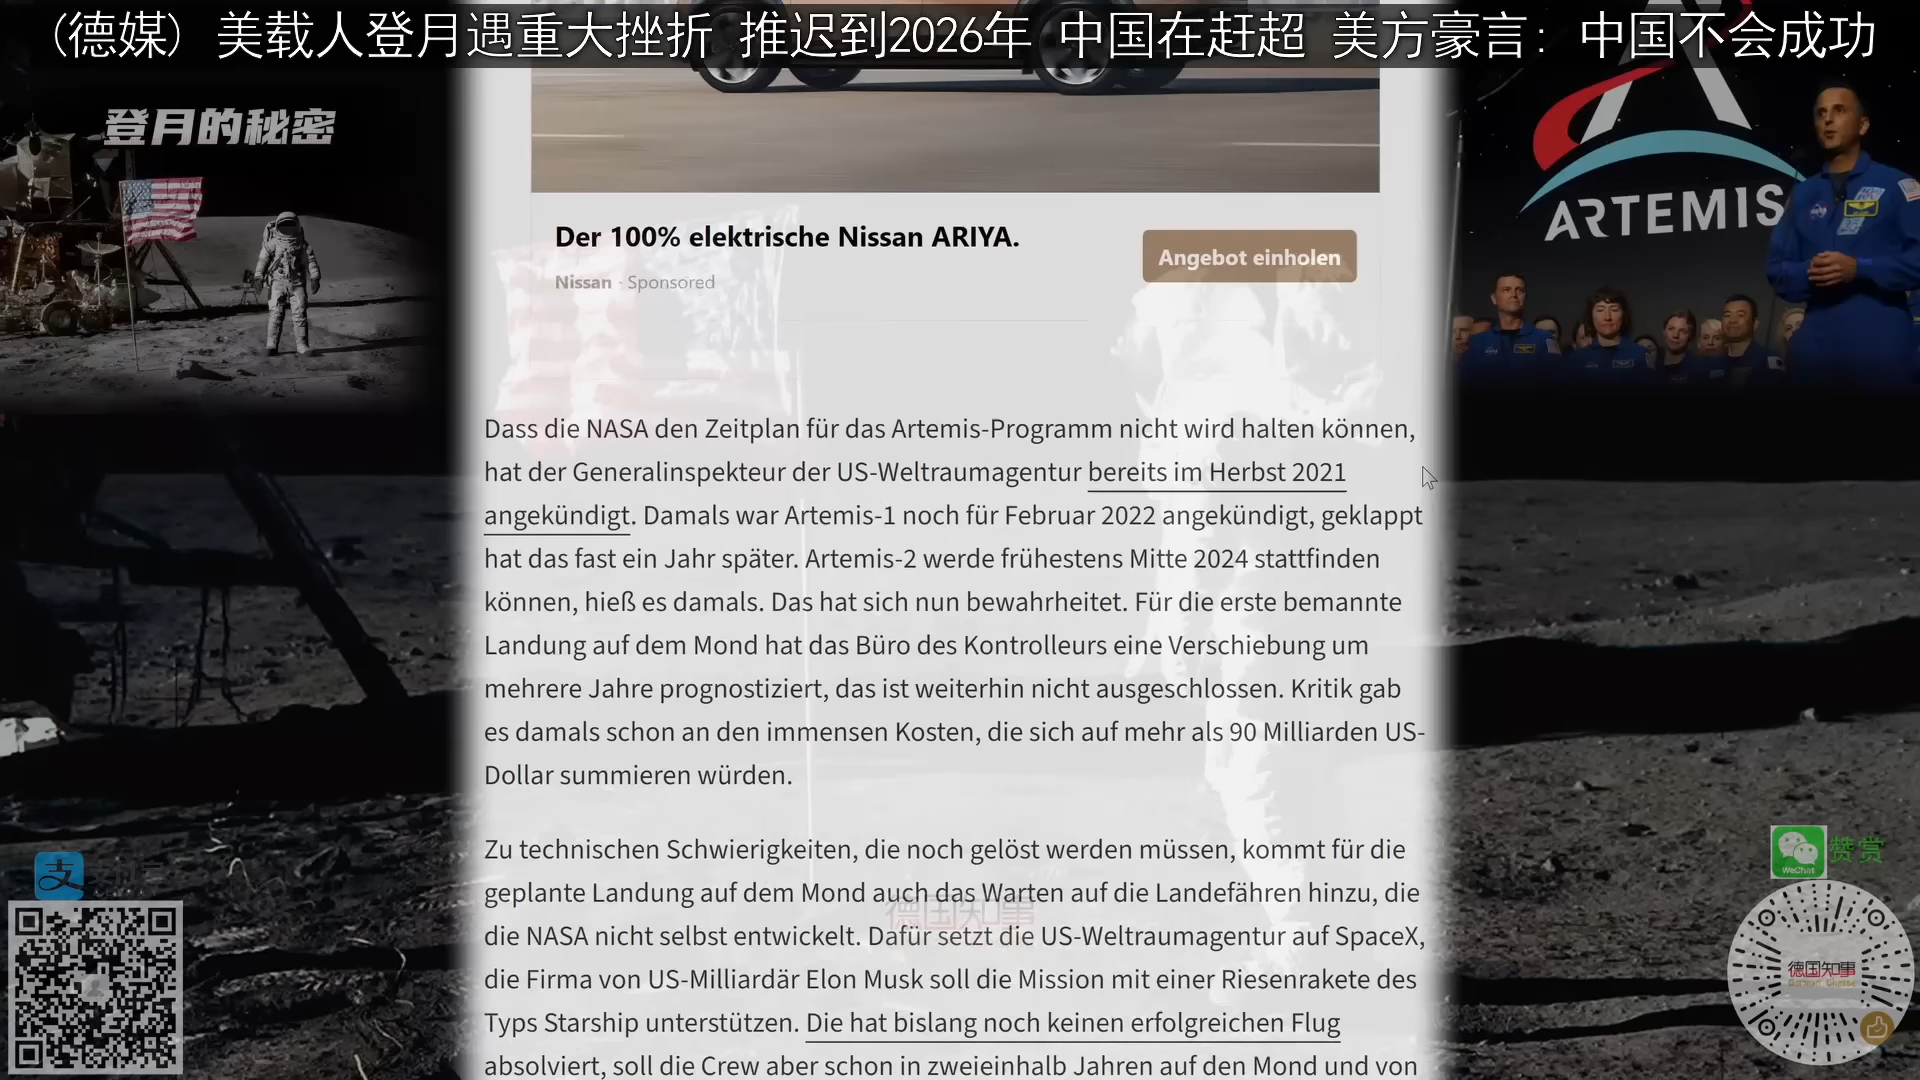 (德媒) 美载人登月遇重大挫折 推迟到2026年 中国在赶超 美方豪言: 中国不会成功
登月的秘密
ARTEMIS
Der 100% elektrische Nissan ARIYA.
Nissan · Sponsored
Angebot einholen
Dass die NASA den Zeitplan für das Artemis-Programm nicht wird halten können,
hat der Generalinspekteur der US-Weltraumagentur bereits im Herbst 2021
angekündigt. Damals war Artemis-1 noch für Februar 2022 angekündigt, geklappt
hat das fast ein Jahr später. Artemis-2 werde frühestens Mitte 2024 stattfinden
können, hieß es damals. Das hat sich nun bewahrheitet. Für die erste bemannte
Landung auf dem Mond hat das Büro des Kontrolleurs eine Verschiebung um
mehrere Jahre prognostiziert, das ist weiterhin nicht ausgeschlossen. Kritik gab
es damals schon an den immensen Kosten, die sich auf mehr als 90 Milliarden US-
Dollar summieren würden.
Zu technischen Schwierigkeiten, die noch gelöst werden müssen, kommt für die
geplante Landung auf dem Mond auch das Warten auf die Landefähren hinzu, die
die NASA nicht selbst entwickelt. Dafür setzt die US-Weltraumagentur auf SpaceX,
die Firma von US-Milliardär Elon Musk soll die Mission mit einer Riesenrakete des
Typs Starship unterstützen. Die hat bislang noch keinen erfolgreichen Flug
absolviert, soll die Crew aber schon in zweieinhalb Jahren auf den Mond und von
德国知事
支
WeChat
赞赏
德国知事